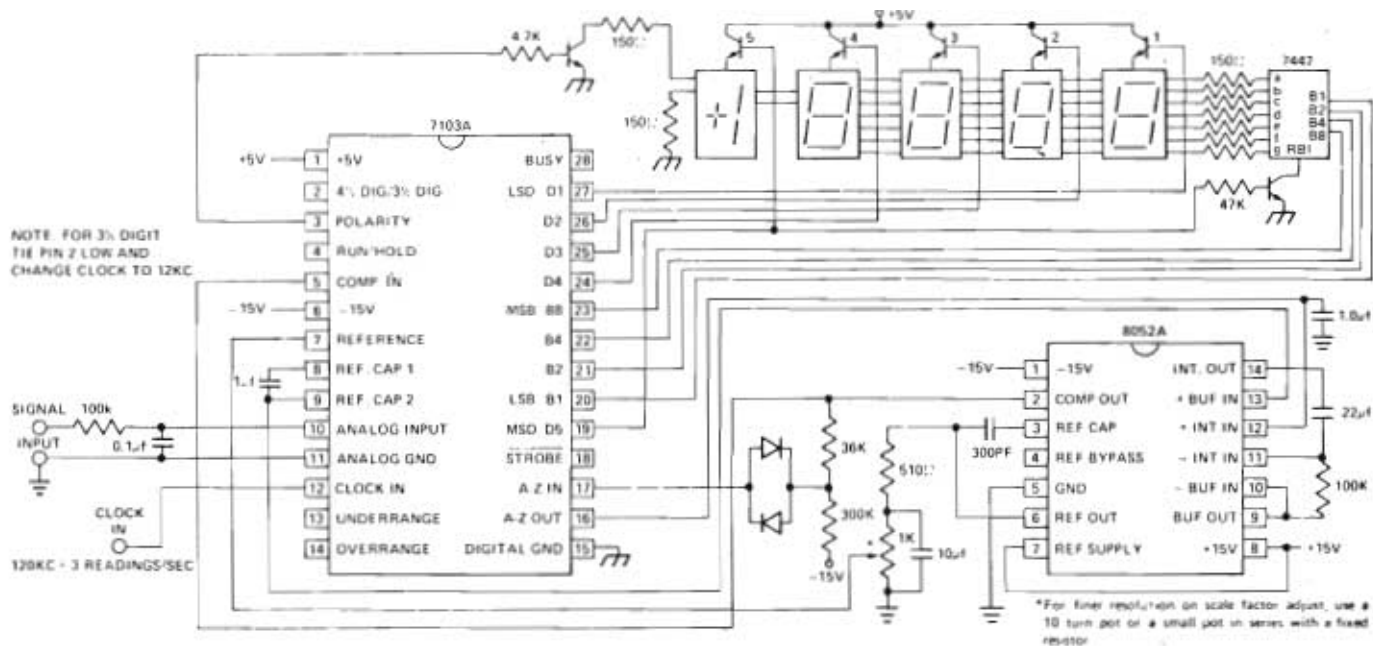 +5V
4.7K
150Ω
5
4
3
2
1
150Ω
7447
a
b
c
d
e
f
g
B1
B2
B4
B8
RBI
150Ω
+1
8
8
8
8
47K
7103A
+5V
1 +5V
2 4½ DIG/3½ DIG
3 POLARITY
4 RUN/HOLD
5 COMP IN
-15V
6 -15V
7 REFERENCE
8 REF. CAP 1
9 REF. CAP 2
10 ANALOG INPUT
11 ANALOG GND
12 CLOCK IN
13 UNDERRANGE
14 OVERRANGE
BUSY 28
LSD D1 27
D2 26
D3 25
D4 24
MSB B8 23
B4 22
B2 21
LSB B1 20
MSD D5 19
STROBE 18
A-Z IN 17
A-Z OUT 16
DIGITAL GND 15
NOTE: FOR 3½ DIGIT
TIE PIN 2 LOW AND
CHANGE CLOCK TO 12KC
SIGNAL
INPUT
100k
0.1µf
CLOCK
IN
120KC = 3 READINGS/SEC
36K
300K
-15V
510Ω
1K
*
10µf
300PF
8052A
-15V
1 -15V
2 COMP OUT
3 REF CAP
4 REF BYPASS
5 GND
6 REF OUT
7 REF SUPPLY
INT. OUT 14
+ BUF IN 13
+ INT IN 12
- INT IN 11
- BUF IN 10
BUF OUT 9
+15V 8
+15V
1.0µf
100K
*For finer resolution on scale factor adjust, use a
10 turn pot or a small pot in series with a fixed
resistor